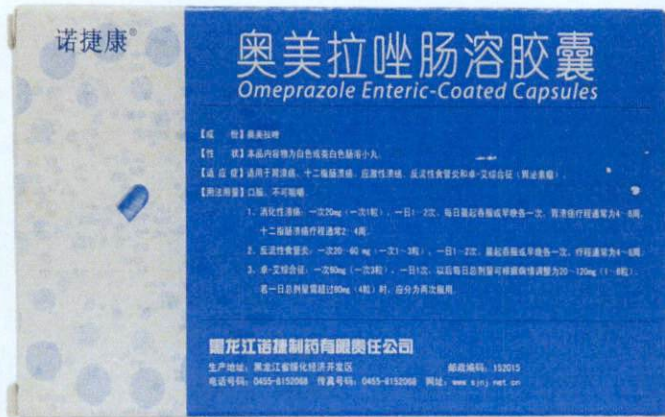 诺捷康®
奥美拉唑肠溶胶囊
Omeprazole Enteric-Coated Capsules
【成 份】奥美拉唑
【性 状】本品内容物为白色或类白色肠溶小丸。
【适 应 症】适用于胃溃疡、十二指肠溃疡、应激性溃疡、反流性食管炎和卓-艾综合征（胃泌素瘤）。
【用法用量】口服，不可咀嚼。
1、消化性溃疡：一次20mg（一次1粒），一日1~2次，每日晨起吞服或早晚各一次，胃溃疡疗程通常为4~8周，
十二指肠溃疡疗程通常2~4周。
2、反流性食管炎：一次20~60 mg（一次1~3粒），一日1~2次，晨起吞服或早晚各一次，疗程通常为4~8周。
3、卓-艾综合征：一次60mg（一次3粒），一日1次，以后每日总剂量可根据病情调整为20~120mg（1~6粒），
若一日总剂量需超过80mg（4粒）时，应分为两次服用。
黑龙江诺捷制药有限责任公司
生产地址：黑龙江省绥化经济开发区 邮政编码：152015
电话号码：0455-8152068 传真号码：0455-8152068 网址：www.sjnj.net.cn